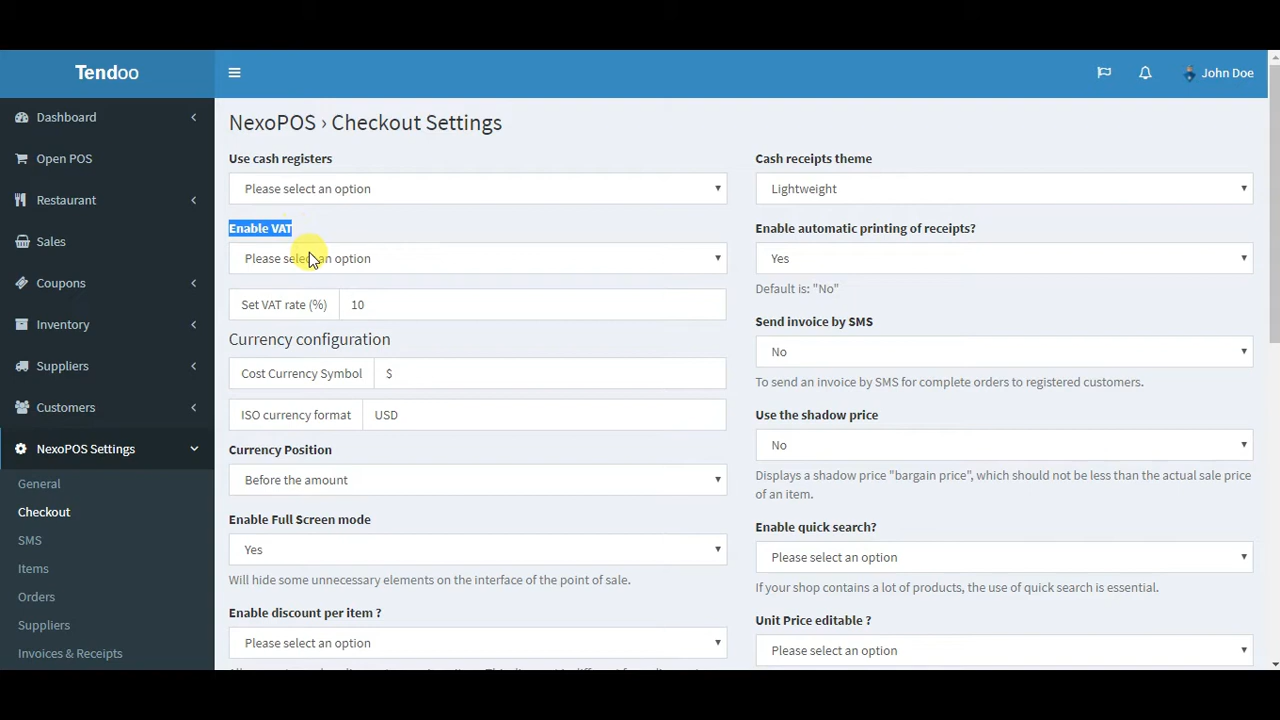 Tendoo
John Doe
Dashboard
Open POS
Restaurant
Sales
Coupons
Inventory
Suppliers
Customers
NexoPOS Settings
General
Checkout
SMS
Items
Orders
Suppliers
Invoices & Receipts
NexoPOS › Checkout Settings
Use cash registers
Please select an option
Enable VAT
Please select an option
Set VAT rate (%) 10
Currency configuration
Cost Currency Symbol $
ISO currency format USD
Currency Position
Before the amount
Enable Full Screen mode
Yes
Will hide some unnecessary elements on the interface of the point of sale.
Enable discount per item ?
Please select an option
Cash receipts theme
Lightweight
Enable automatic printing of receipts?
Yes
Default is: "No"
Send invoice by SMS
No
To send an invoice by SMS for complete orders to registered customers.
Use the shadow price
No
Displays a shadow price "bargain price", which should not be less than the actual sale price
of an item.
Enable quick search?
Please select an option
If your shop contains a lot of products, the use of quick search is essential.
Unit Price editable ?
Please select an option